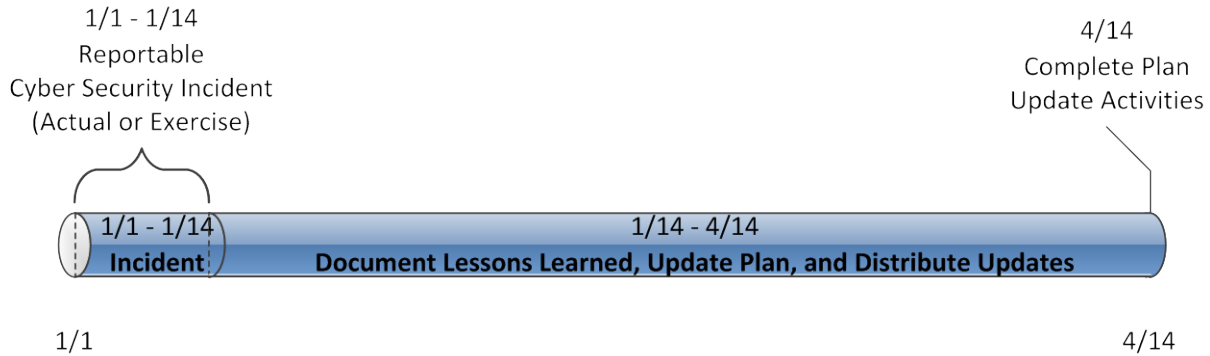 1/1 - 1/14
Reportable
Cyber Security Incident
(Actual or Exercise)
4/14
Complete Plan
Update Activities
1/1 - 1/14
Incident
1/14 - 4/14
Document Lessons Learned, Update Plan, and Distribute Updates
1/1
4/14